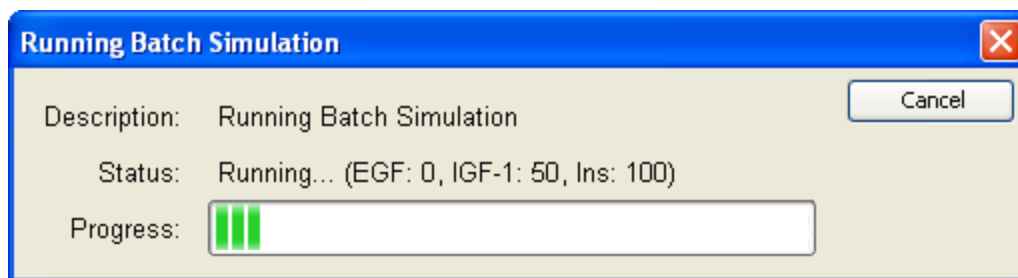 Running Batch Simulation
Cancel
Description: Running Batch Simulation
Status: Running... (EGF: 0, IGF-1: 50, Ins: 100)
Progress: